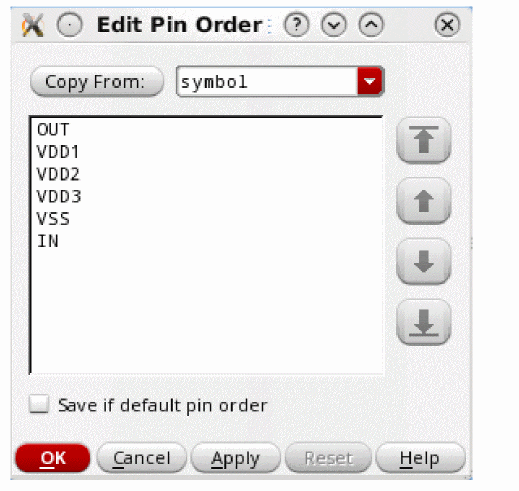 Edit Pin Order
Copy From: symbol
OUT
VDD1
VDD2
VDD3
VSS
IN
Save if default pin order
OK Cancel Apply Reset Help